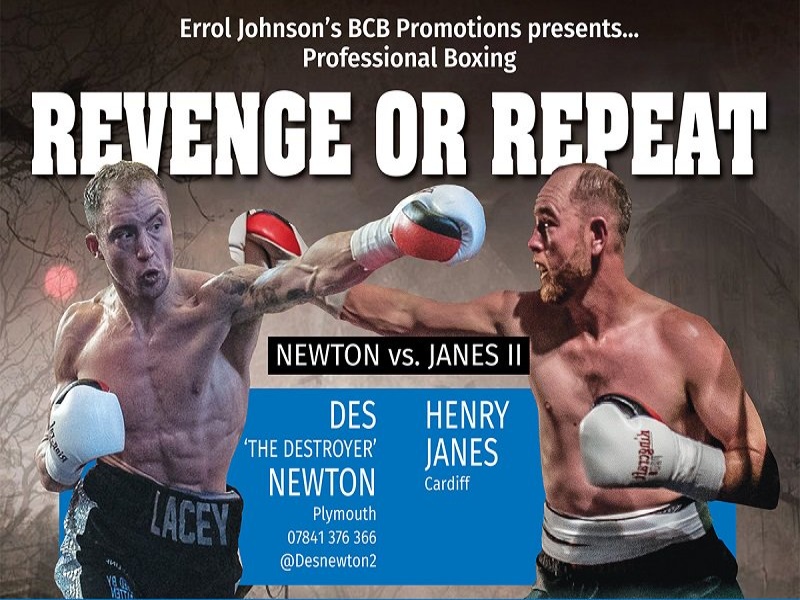 Errol Johnson's BCB Promotions presents...
Professional Boxing
REVENGE OR REPEAT
NEWTON vs. JANES II
DES
'THE DESTROYER'
NEWTON
Plymouth
07841 376 366
@Desnewton2
HENRY
JANES
Cardiff
LACEY